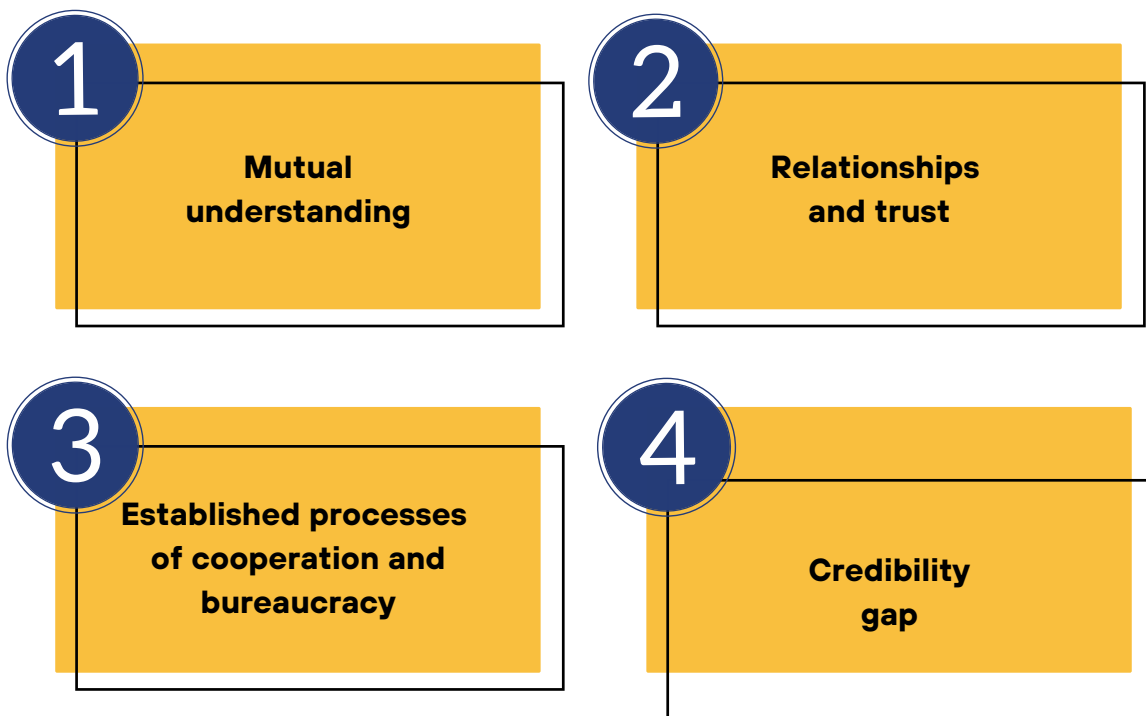 1
Mutual
understanding
2
Relationships
and trust
3
Established processes
of cooperation and
bureaucracy
4
Credibility
gap